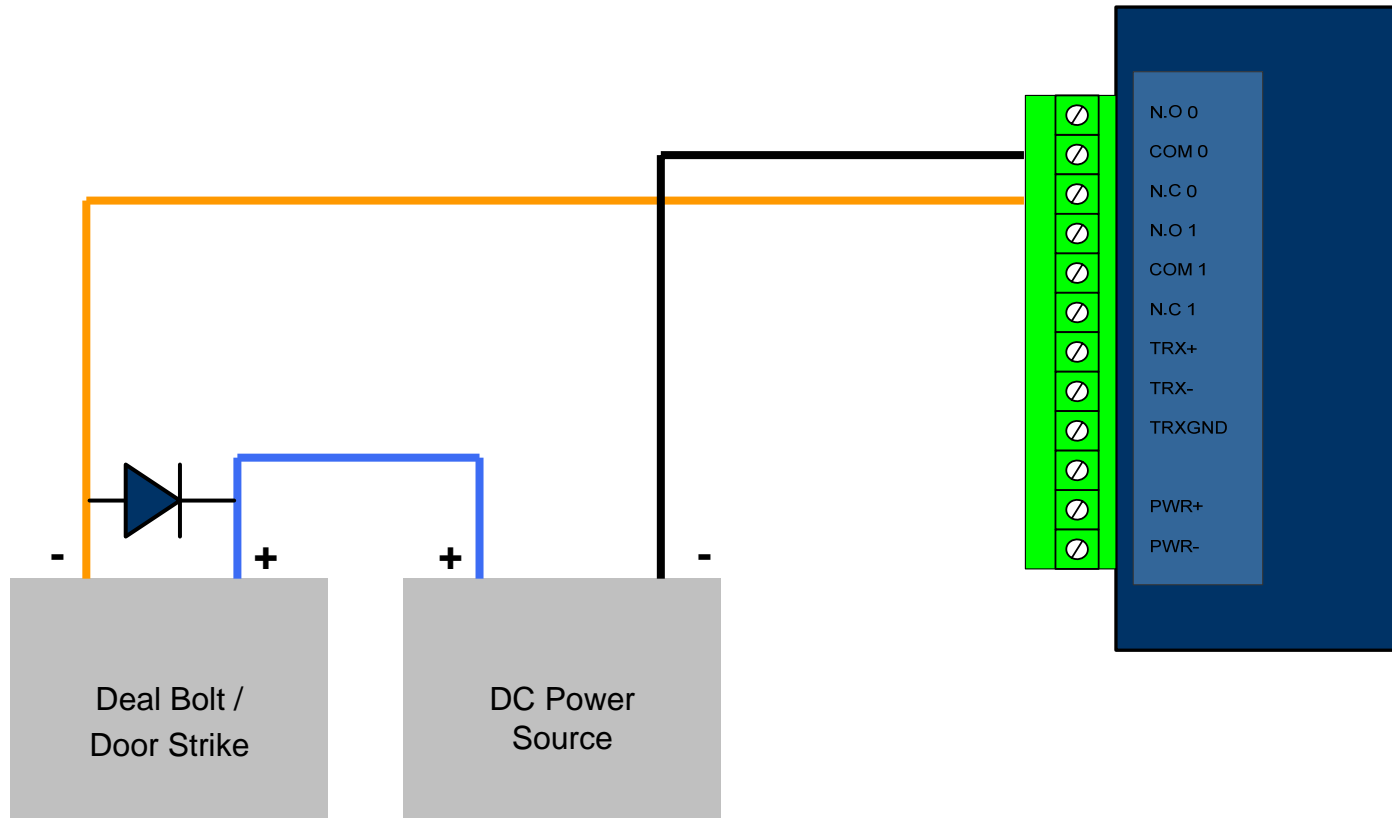 N.O 0
COM 0
N.C 0
N.O 1
COM 1
N.C 1
TRX+
TRX-
TRXGND
PWR+
PWR-
- + + -
Deal Bolt /
Door Strike
DC Power
Source